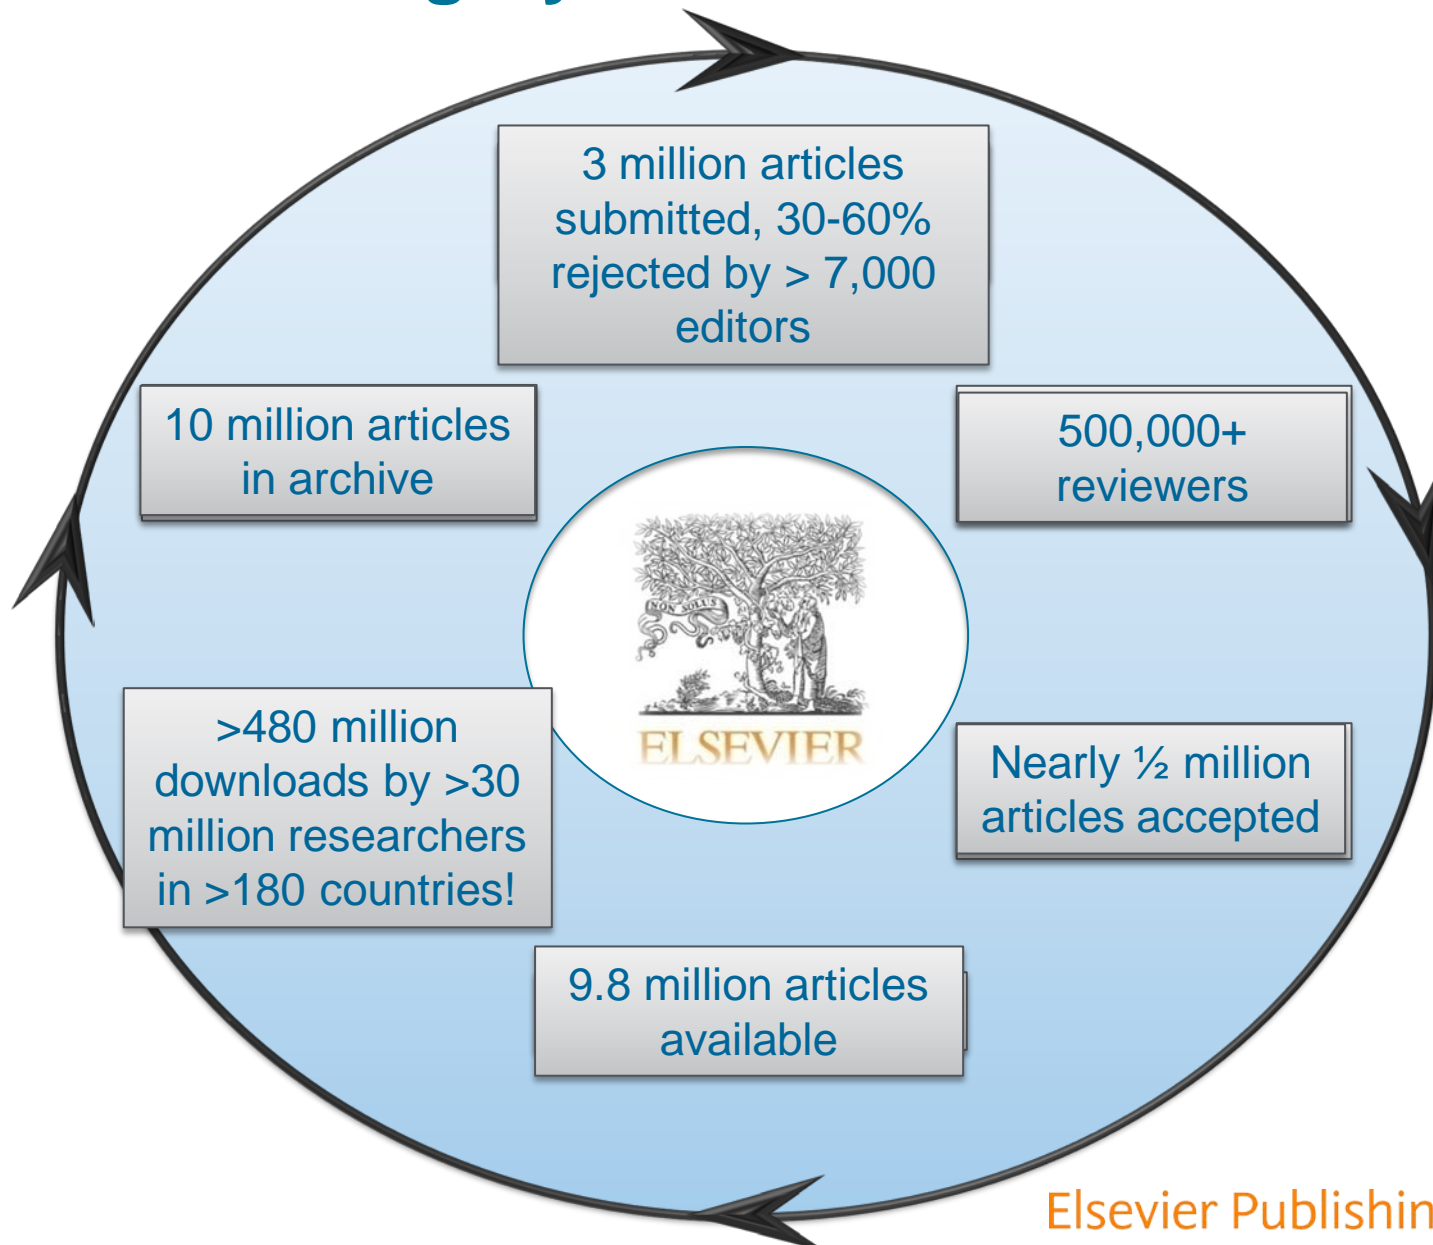 3 million articles
submitted, 30-60%
rejected by > 7,000
editors
10 million articles
in archive
500,000+
reviewers
NON SOLUS
ELSEVIER
>480 million
downloads by >30
million researchers
in >180 countries!
Nearly ½ million
articles accepted
9.8 million articles
available
Elsevier Publishin